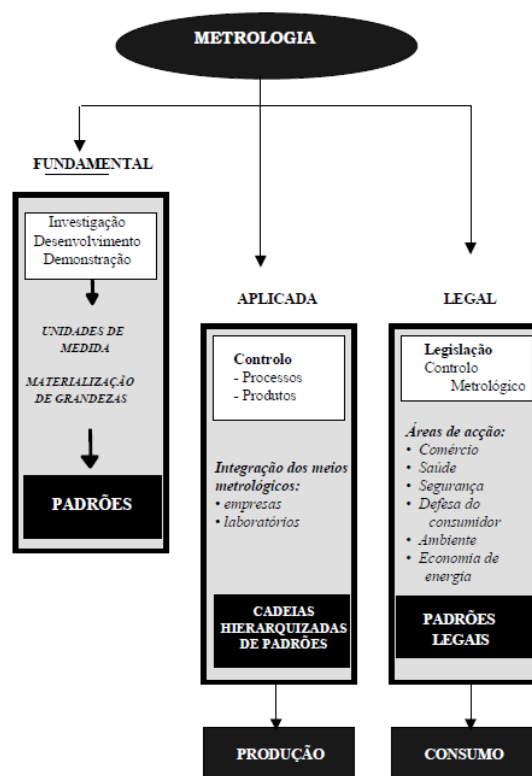 METROLOGIA
FUNDAMENTAL
Investigação
Desenvolvimento
Demonstração
UNIDADES DE
MEDIDA
MATERIALIZAÇÃO
DE GRANDEZAS
PADRÕES
APLICADA
Controlo
- Processos
- Produtos
Integração dos meios
metrológicos:
• empresas
• laboratórios
CADEIAS
HIERARQUIZADAS
DE PADRÕES
PRODUÇÃO
LEGAL
Legislação
Controlo
Metrológico
Áreas de acção:
• Comércio
• Saúde
• Segurança
• Defesa do
consumidor
• Ambiente
• Economia de
energia
PADRÕES
LEGAIS
CONSUMO